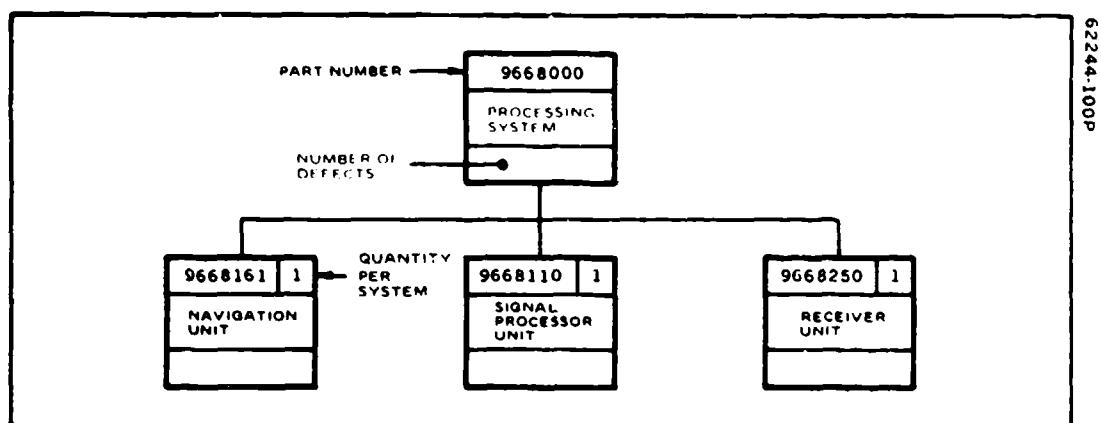 PART NUMBER
9668000
PROCESSING
SYSTEM
NUMBER OF
DEFECTS
9668161 1
QUANTITY
PER
SYSTEM
NAVIGATION
UNIT
9668110 1
SIGNAL
PROCESSOR
UNIT
9668250 1
RECEIVER
UNIT
62244-100P